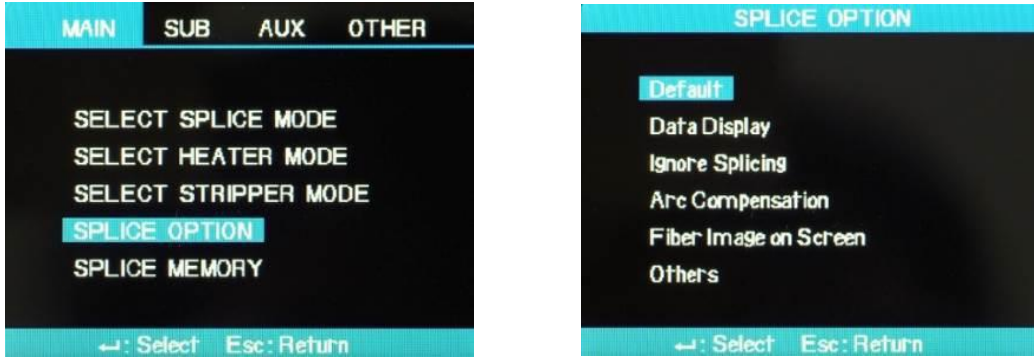 MAIN SUB AUX OTHER
SELECT SPLICE MODE
SELECT HEATER MODE
SELECT STRIPPER MODE
SPLICE OPTION
SPLICE MEMORY
↵: Select Esc: Return
SPLICE OPTION
Default
Data Display
Ignore Splicing
Arc Compensation
Fiber Image on Screen
Others
↵: Select Esc: Return